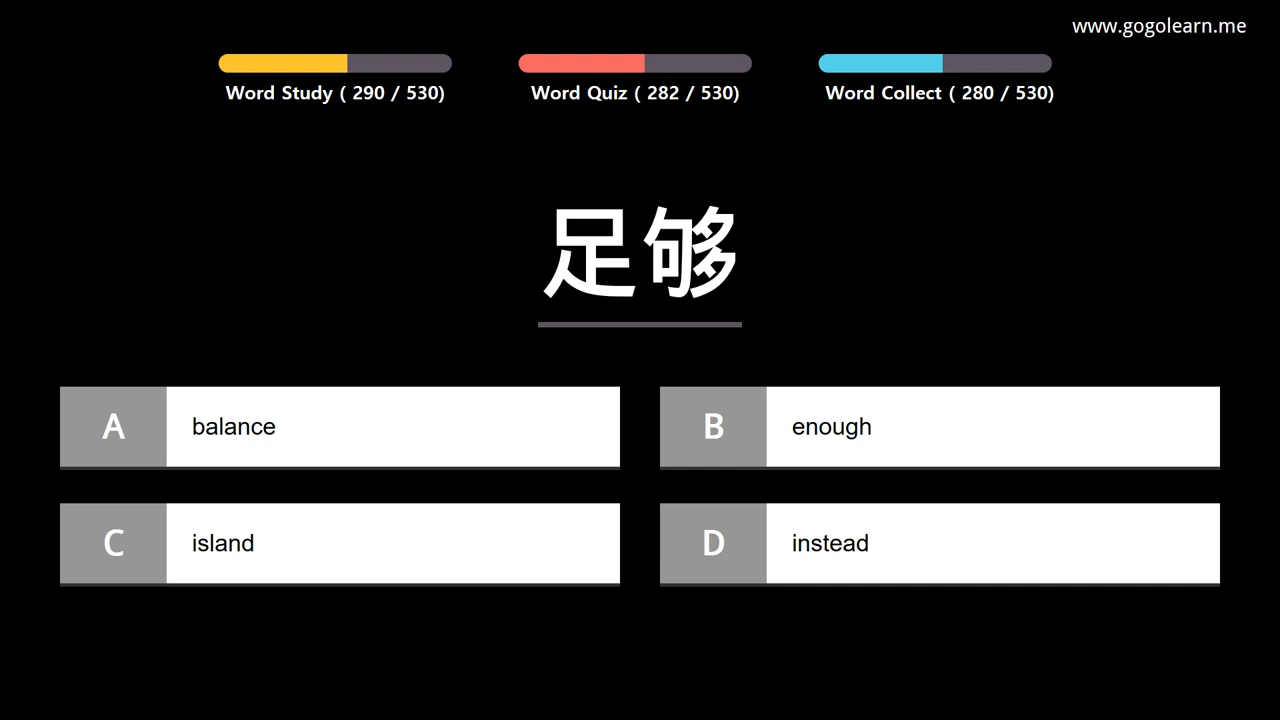 www.gogolearn.me
Word Study ( 290 / 530)
Word Quiz ( 282 / 530)
Word Collect ( 280 / 530)
足够
A balance
B enough
C island
D instead